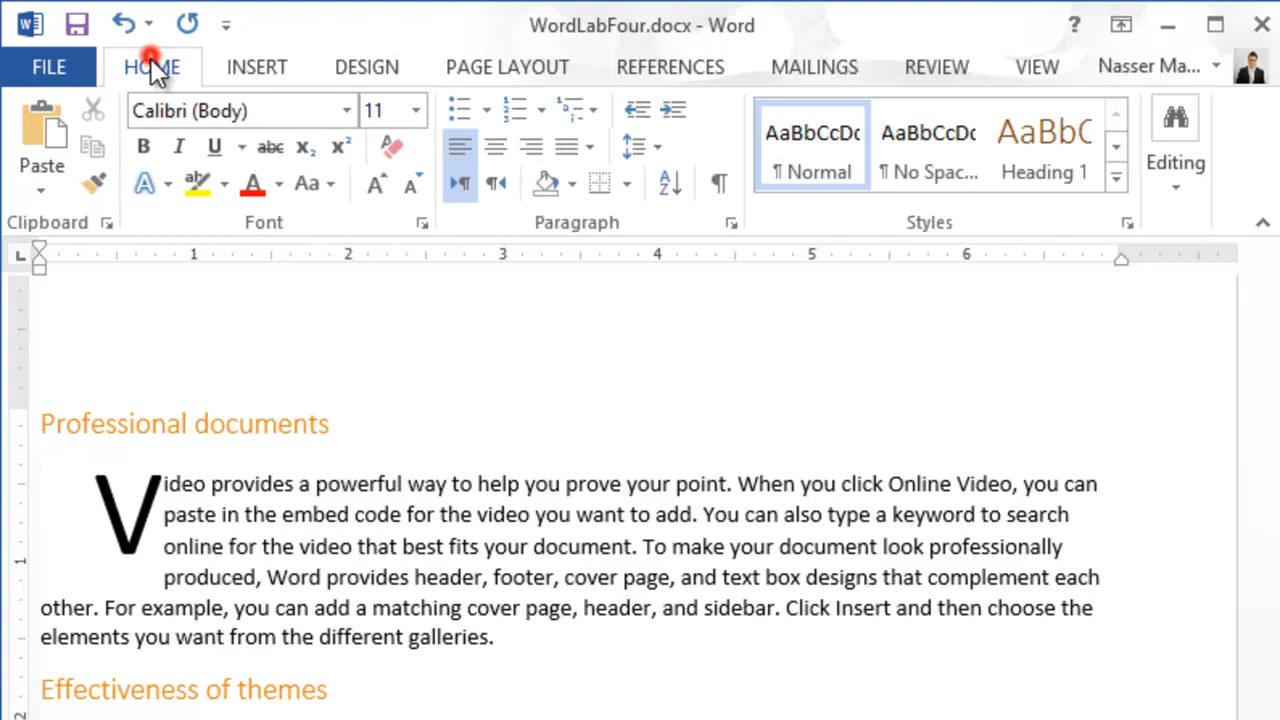 WordLabFour.docx - Word
?
FILE HOME INSERT DESIGN PAGE LAYOUT REFERENCES MAILINGS REVIEW VIEW Nasser Ma...
Calibri (Body) 11 AaBbCcDc AaBbCcDc AaBbC
Paste B I U abc x₂ x² ¶ Normal ¶ No Spac... Heading 1 Editing
A ab A Aa A A A Z ¶
Clipboard Font Paragraph Styles
L 1 2 3 4 5 6
Professional documents
Video provides a powerful way to help you prove your point. When you click Online Video, you can
paste in the embed code for the video you want to add. You can also type a keyword to search
online for the video that best fits your document. To make your document look professionally
produced, Word provides header, footer, cover page, and text box designs that complement each
other. For example, you can add a matching cover page, header, and sidebar. Click Insert and then choose the
elements you want from the different galleries.
Effectiveness of themes
1
2